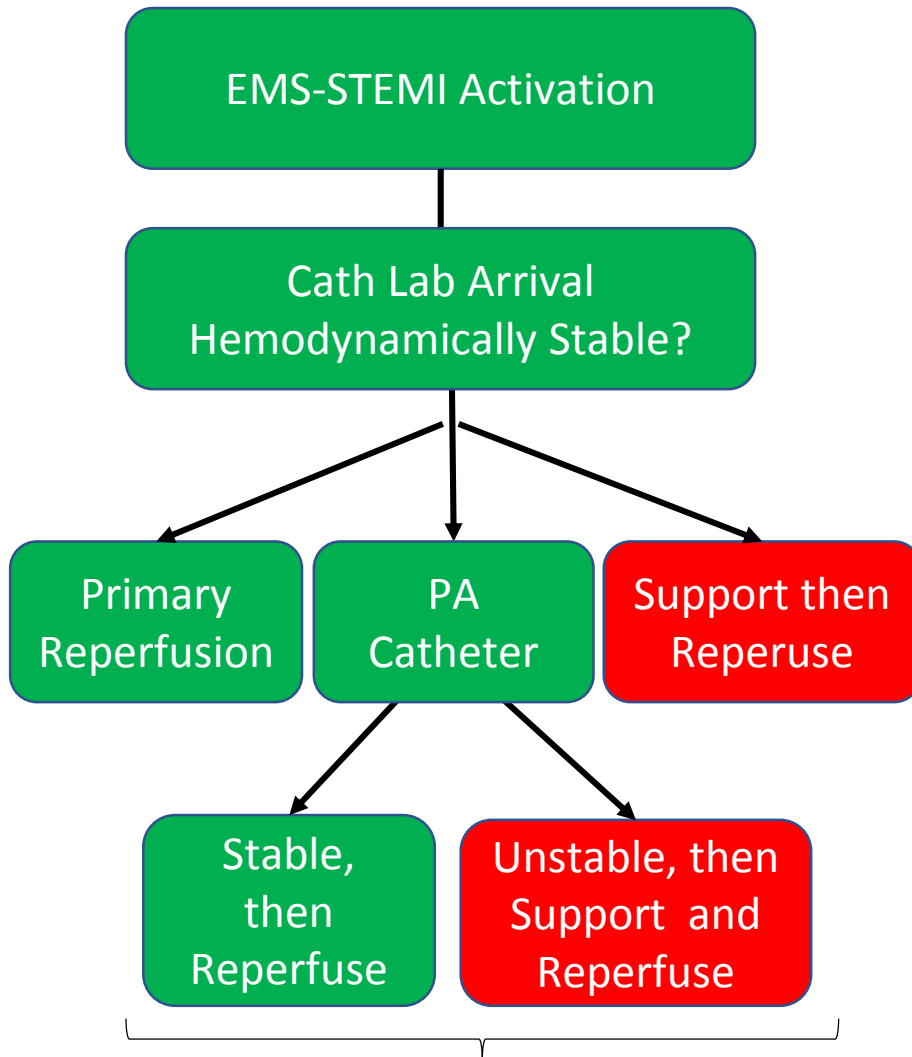 EMS-STEMI Activation
Cath Lab Arrival
Hemodynamically Stable?
Primary
Reperfusion
PA
Catheter
Support then
Reperuse
Stable,
then
Reperfuse
Unstable, then
Support and
Reperfuse